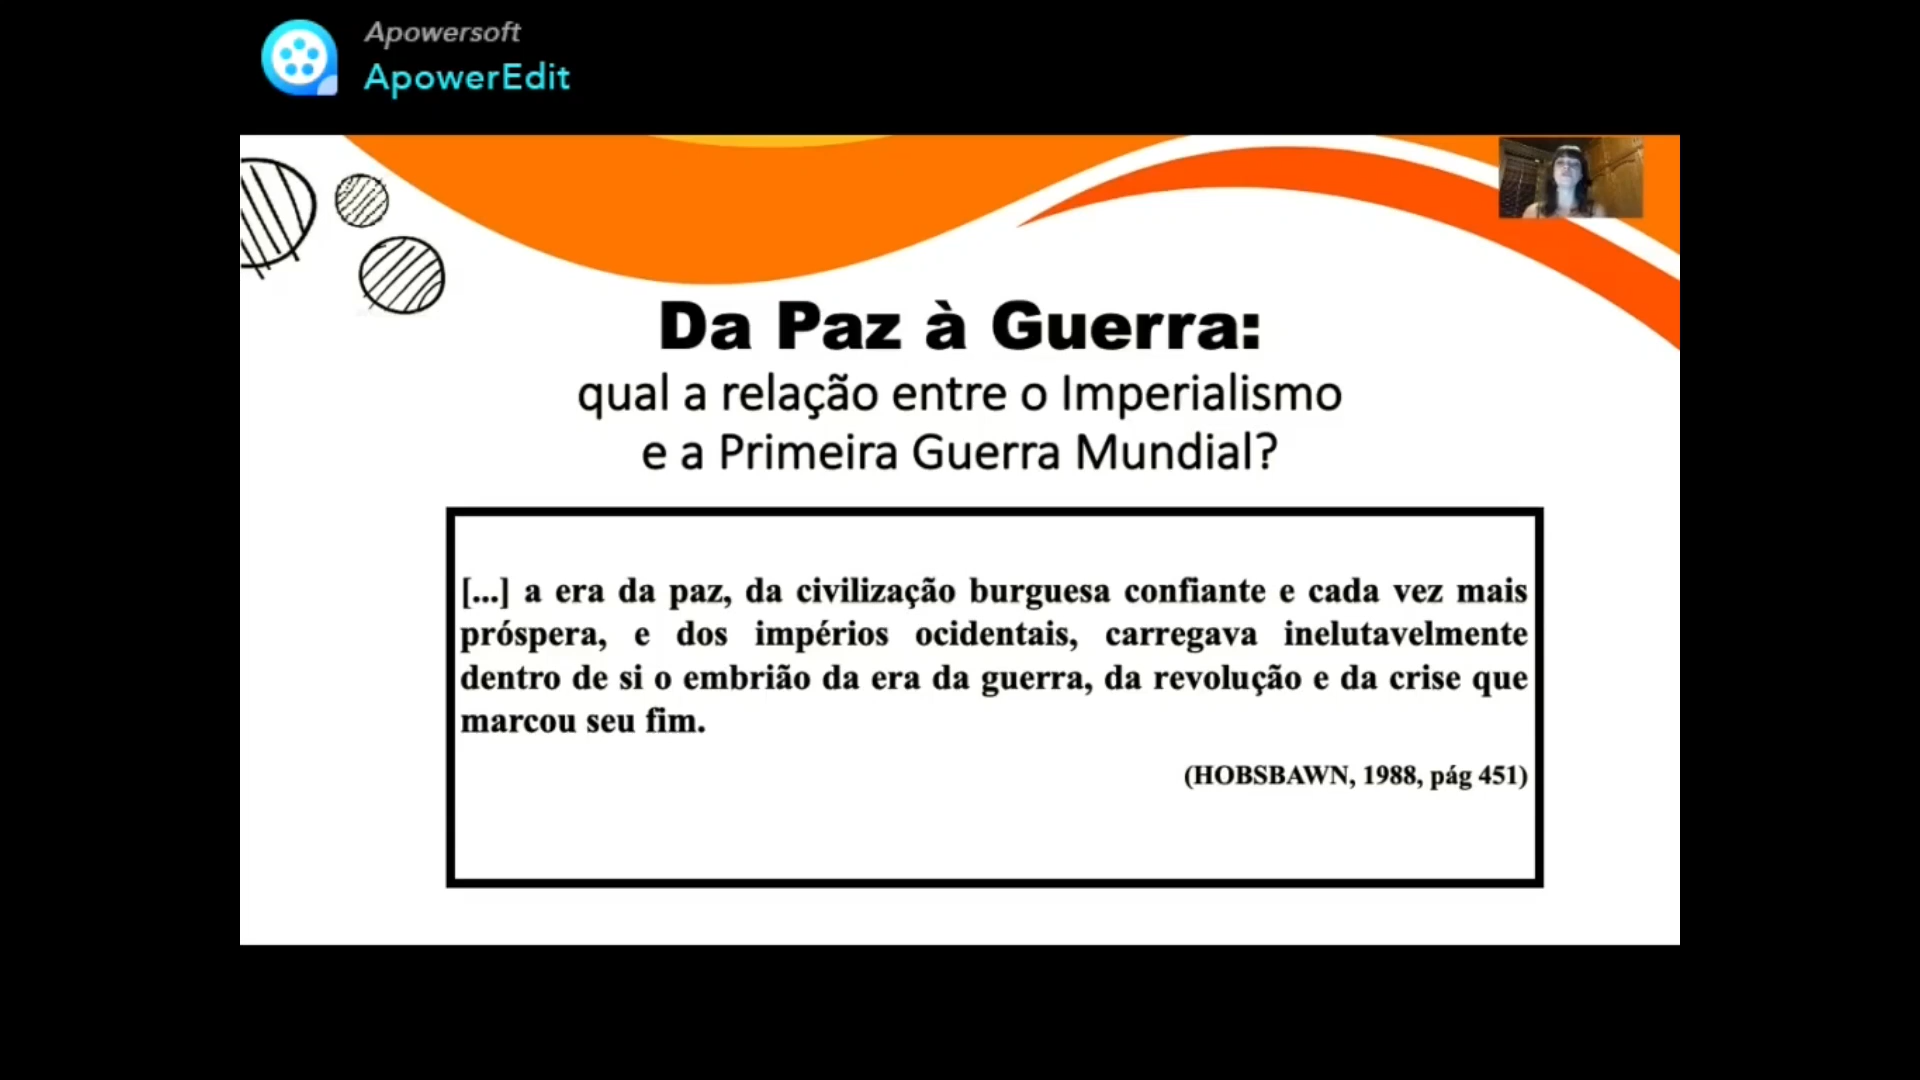 Apowersoft
ApowerEdit
Da Paz à Guerra:
qual a relação entre o Imperialismo
e a Primeira Guerra Mundial?
[...] a era da paz, da civilização burguesa confiante e cada vez mais
próspera, e dos impérios ocidentais, carregava inelutavelmente
dentro de si o embrião da era da guerra, da revolução e da crise que
marcou seu fim.
(HOBSBAWN, 1988, pág 451)